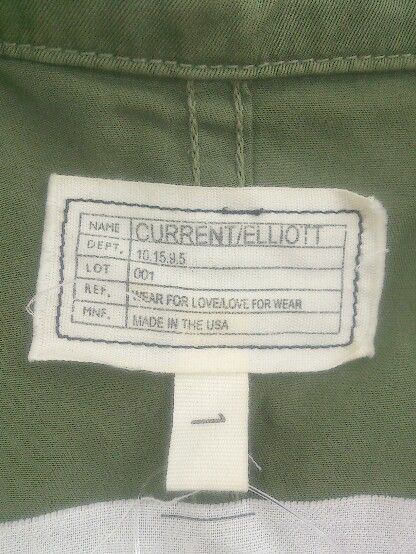 NAME CURRENT/ELLIOTT
DEPT. 10.15.9.5
LOT 001
REF. WEAR FOR LOVE/LOVE FOR WEAR
MNF. MADE IN THE USA
1